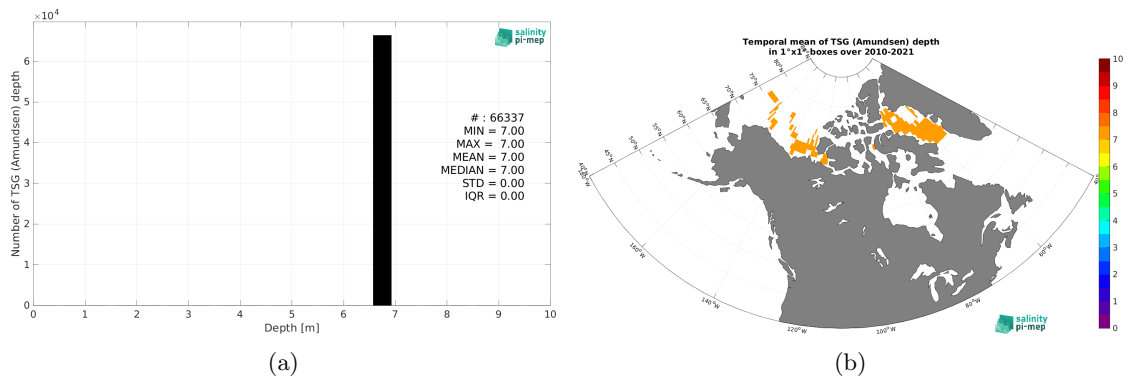 ×10⁴
6
5
4
3
2
1
0
Number of TSG (Amundsen) depth
0 1 2 3 4 5 6 7 8 9 10
Depth [m]
salinity
pi-mep
# : 66337
MIN = 7.00
MAX = 7.00
MEAN = 7.00
MEDIAN = 7.00
STD = 0.00
IQR = 0.00
(a)
Temporal mean of TSG (Amundsen) depth
in 1°x1° boxes over 2010-2021
80°N
75°N
70°N
65°N
60°N
55°N
50°N
45°N
40°N
160°W
140°W
120°W
100°W
80°W
60°W
10
9
8
7
6
5
4
3
2
1
0
salinity
pi-mep
(b)